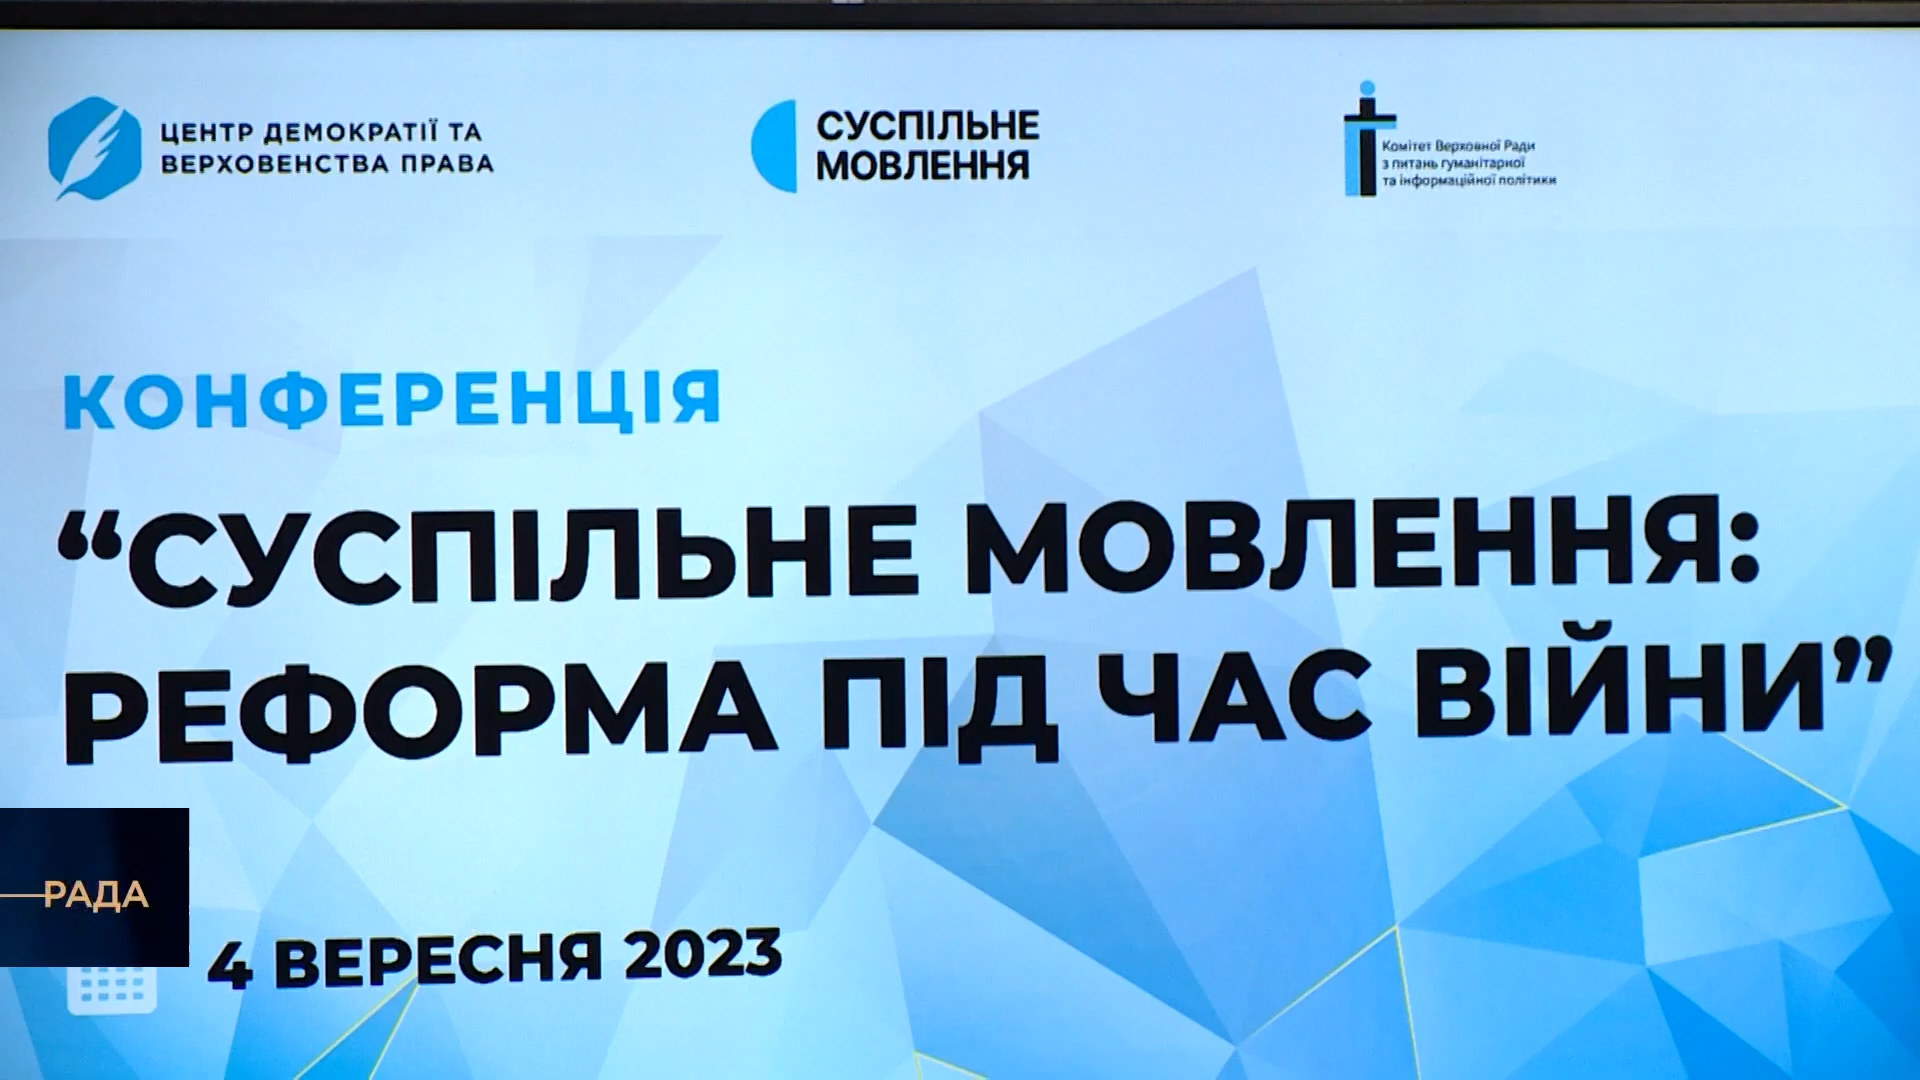 ЦЕНТР ДЕМОКРАТІЇ ТА
ВЕРХОВЕНСТВА ПРАВА
СУСПІЛЬНЕ
МОВЛЕННЯ
Комітет Верховної Ради
з питань гуманітарної
та інформаційної політики
КОНФЕРЕНЦІЯ
“СУСПІЛЬНЕ МОВЛЕННЯ:
РЕФОРМА ПІД ЧАС ВІЙНИ”
РАДА
4 ВЕРЕСНЯ 2023